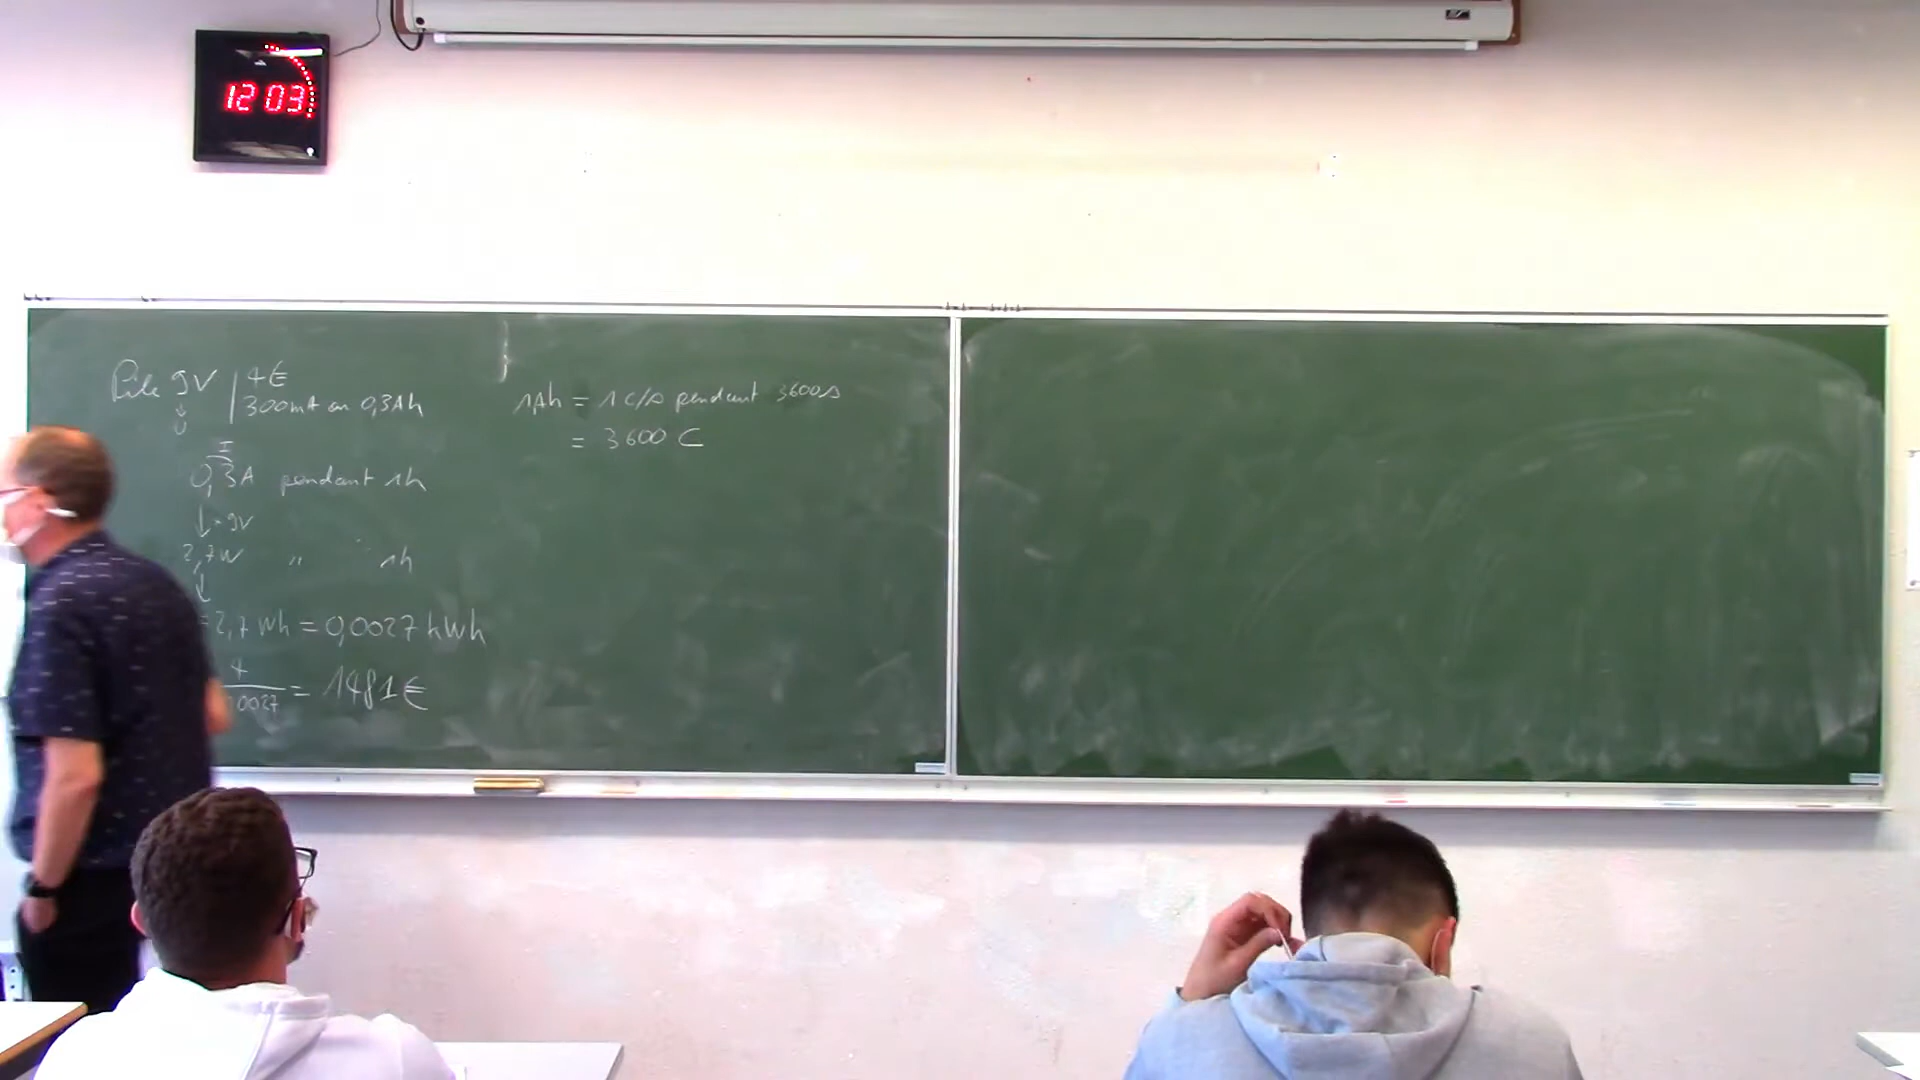 12 03
Pile 9V | 4€
300mA ou 0,3Ah
U
I
0,3A pendant 1h
↓ × 9V
2,7W " 1h
↓
= 2,7 Wh = 0,0027 kWh
4
0027 = 1481€
1Ah = 1 C/s pendant 3600s
= 3600 C